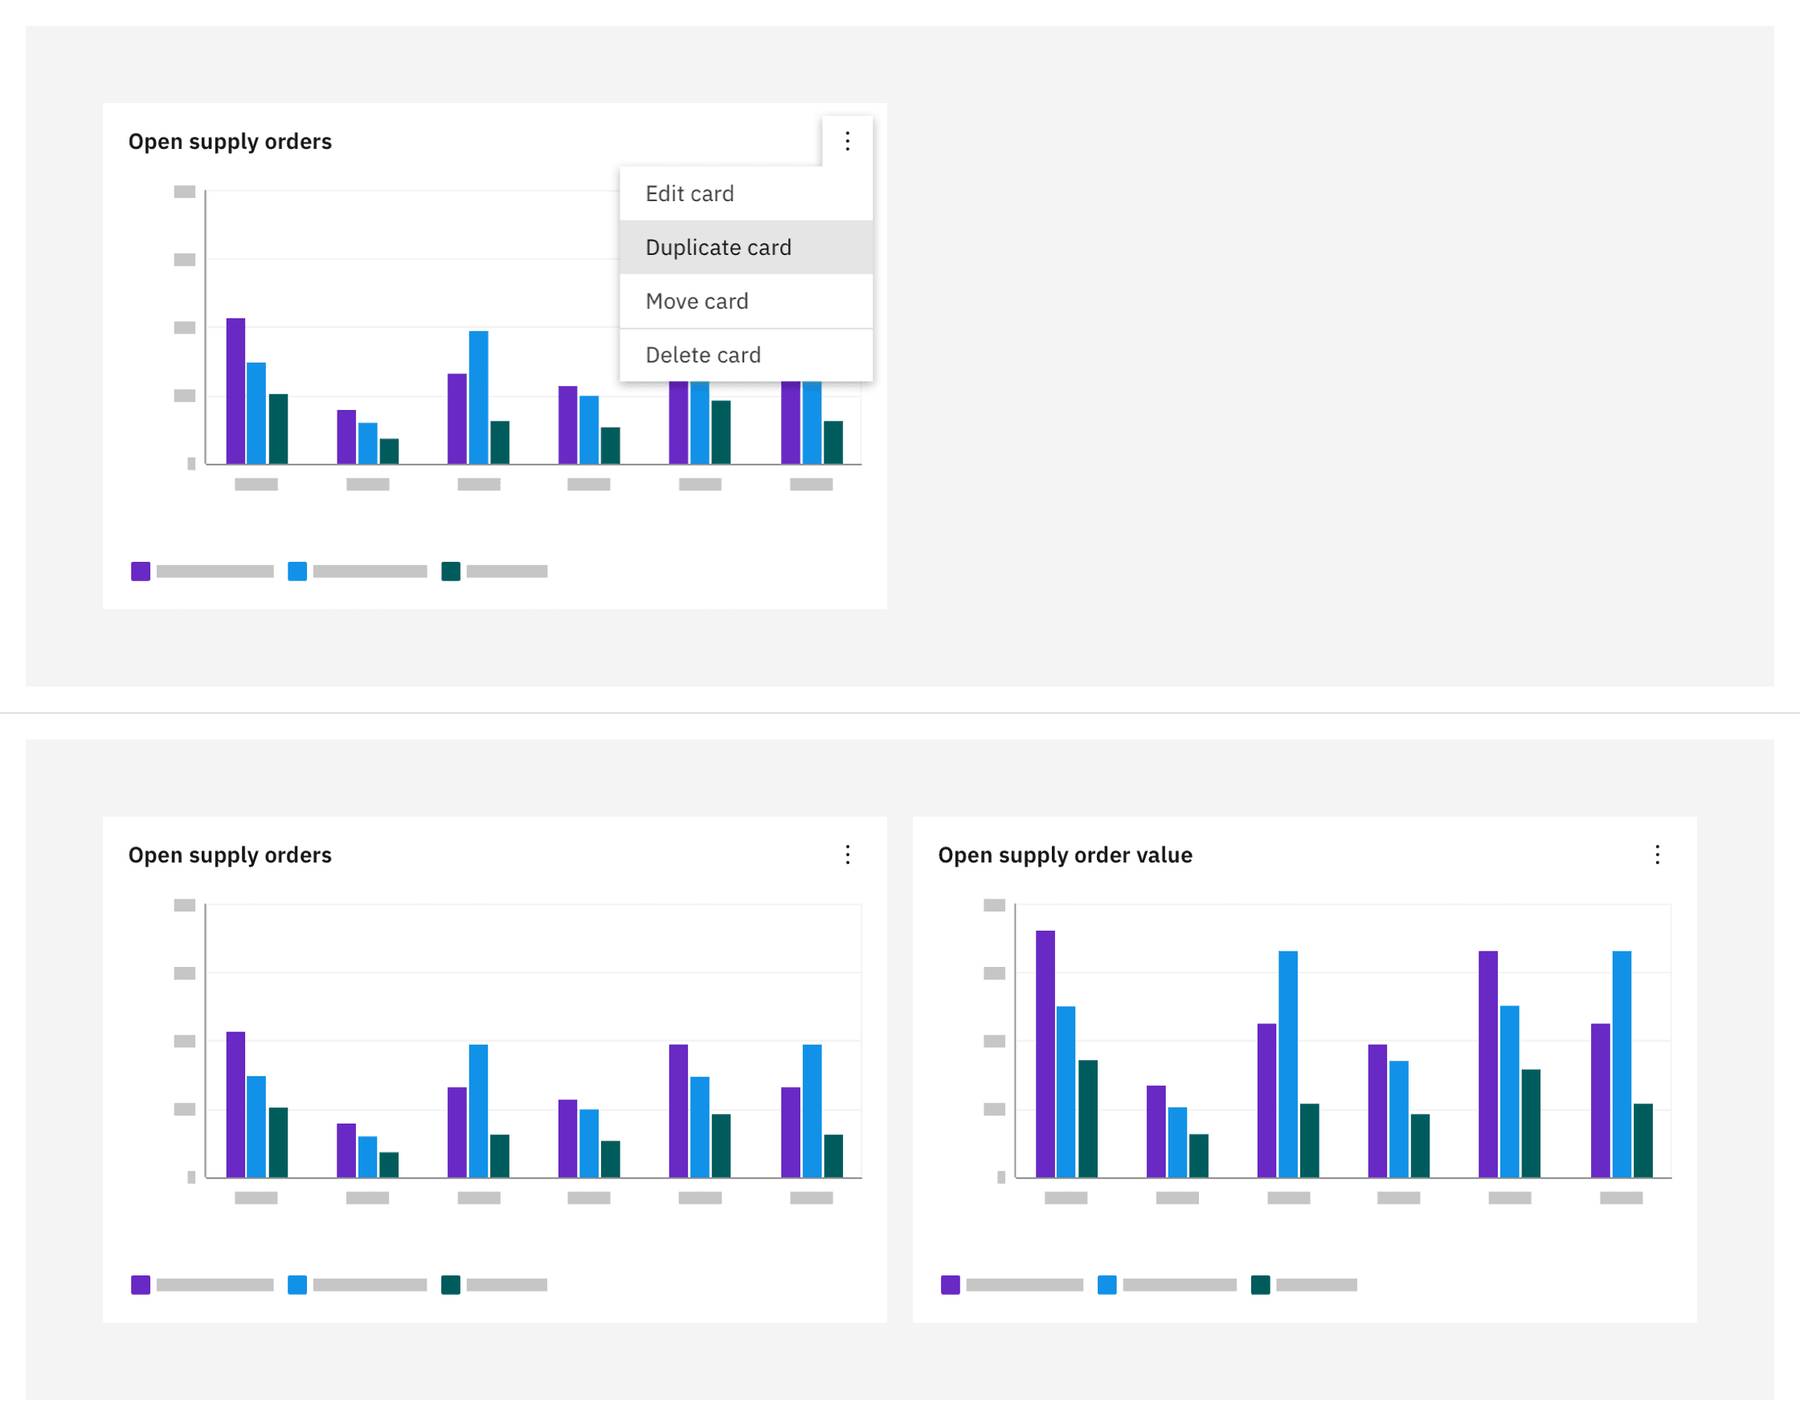 Open supply orders
Edit card
Duplicate card
Move card
Delete card
Open supply orders
Open supply order value